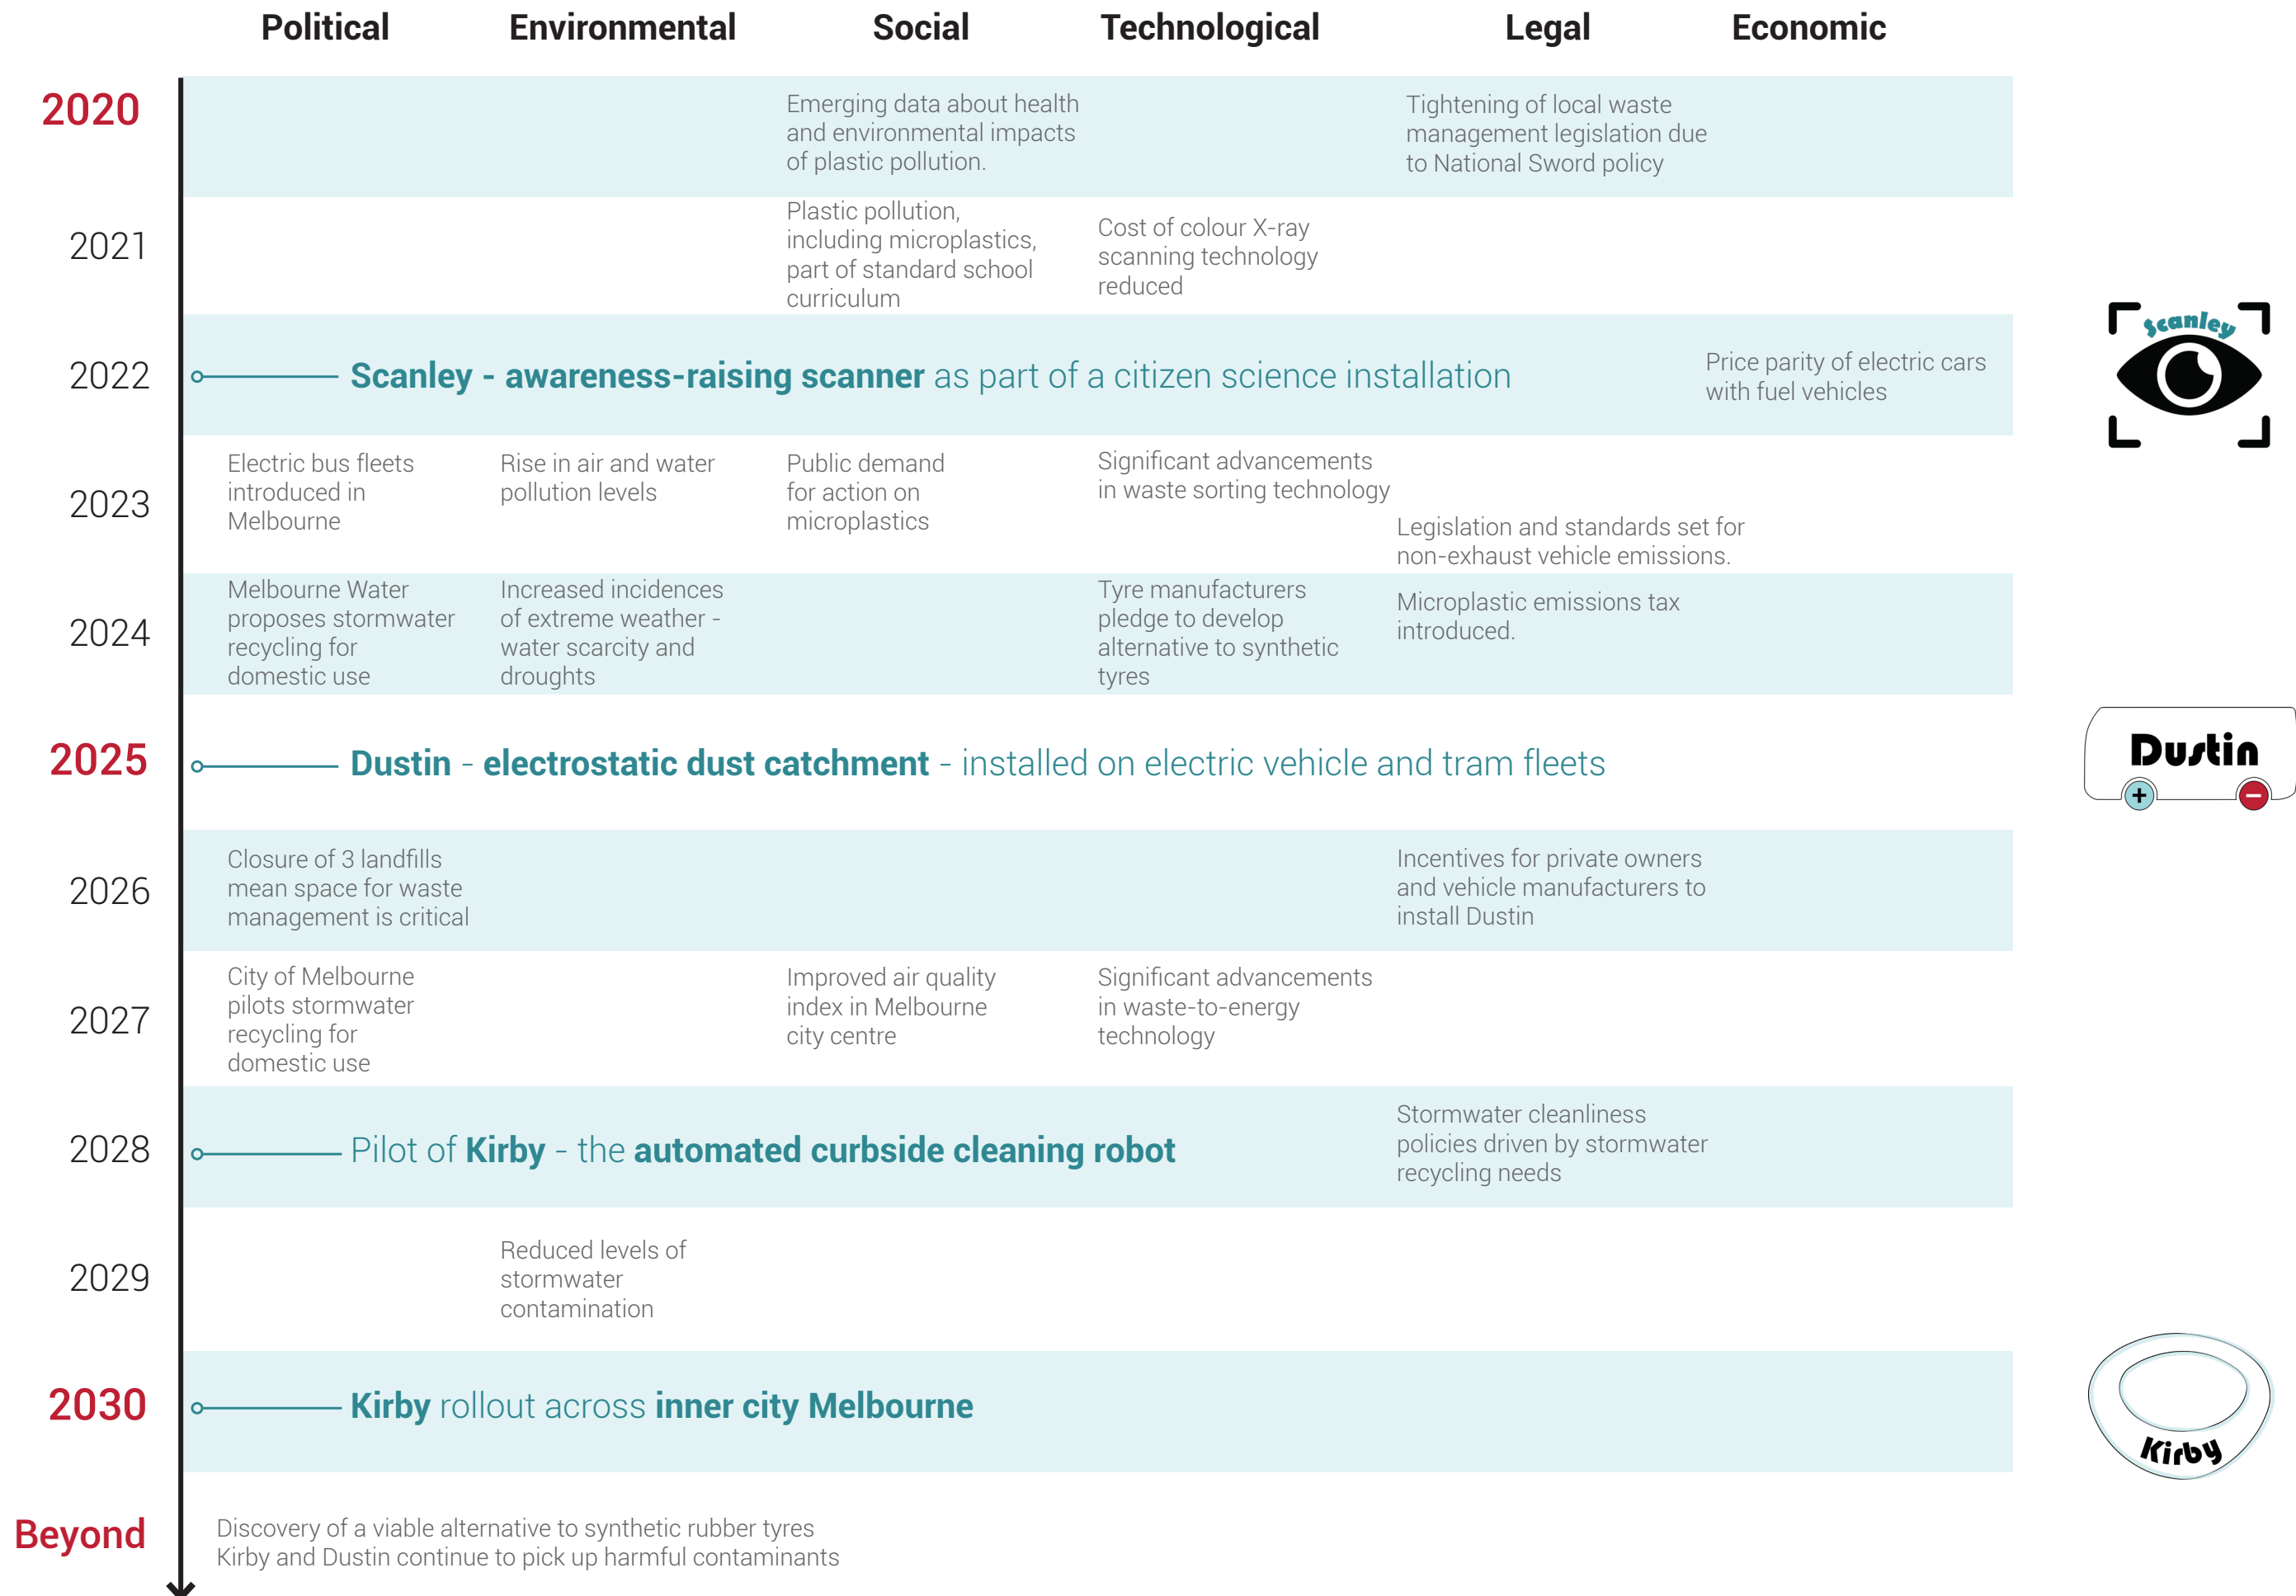 Political Environmental Social Technological Legal Economic
2020
Emerging data about health
and environmental impacts
of plastic pollution.
Tightening of local waste
management legislation due
to National Sword policy
2021
Plastic pollution,
including microplastics,
part of standard school
curriculum
Cost of colour X-ray
scanning technology
reduced
2022
Scanley - awareness-raising scanner as part of a citizen science installation
Price parity of electric cars
with fuel vehicles
Scanley
2023
Electric bus fleets
introduced in
Melbourne
Rise in air and water
pollution levels
Public demand
for action on
microplastics
Significant advancements
in waste sorting technology
Legislation and standards set for
non-exhaust vehicle emissions.
2024
Melbourne Water
proposes stormwater
recycling for
domestic use
Increased incidences
of extreme weather -
water scarcity and
droughts
Tyre manufacturers
pledge to develop
alternative to synthetic
tyres
Microplastic emissions tax
introduced.
2025
Dustin - electrostatic dust catchment - installed on electric vehicle and tram fleets
Dustin
+ −
2026
Closure of 3 landfills
mean space for waste
management is critical
Incentives for private owners
and vehicle manufacturers to
install Dustin
2027
City of Melbourne
pilots stormwater
recycling for
domestic use
Improved air quality
index in Melbourne
city centre
Significant advancements
in waste-to-energy
technology
2028
Pilot of Kirby - the automated curbside cleaning robot
Stormwater cleanliness
policies driven by stormwater
recycling needs
2029
Reduced levels of
stormwater
contamination
2030
Kirby rollout across inner city Melbourne
Kirby
Beyond
Discovery of a viable alternative to synthetic rubber tyres
Kirby and Dustin continue to pick up harmful contaminants